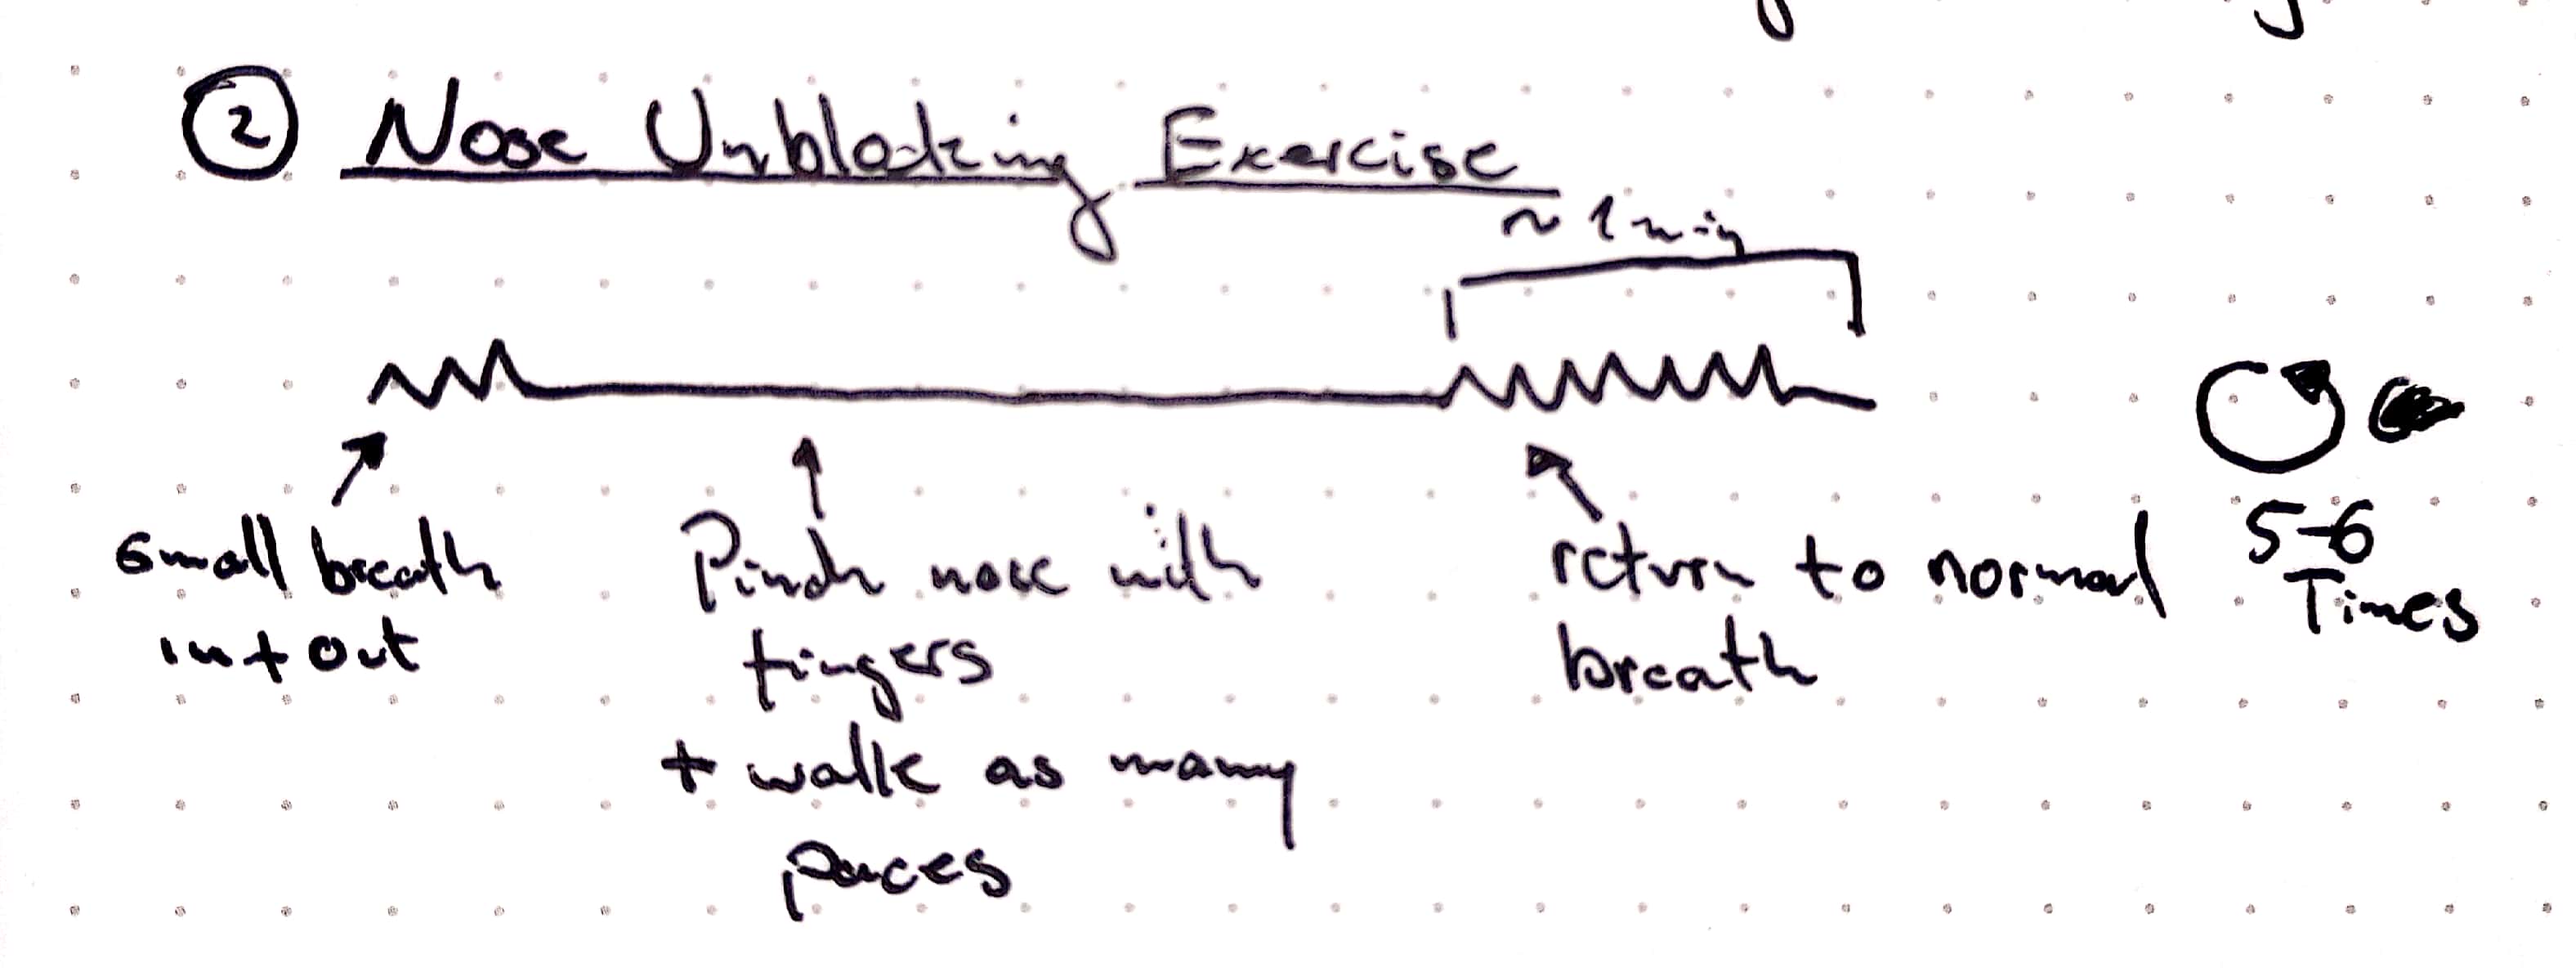 2 Nose Unblocking Exercise
~ 1 min
small breath
in + out
Pinch nose with
fingers
+ walk as many
paces
return to normal
breath
5-6
Times